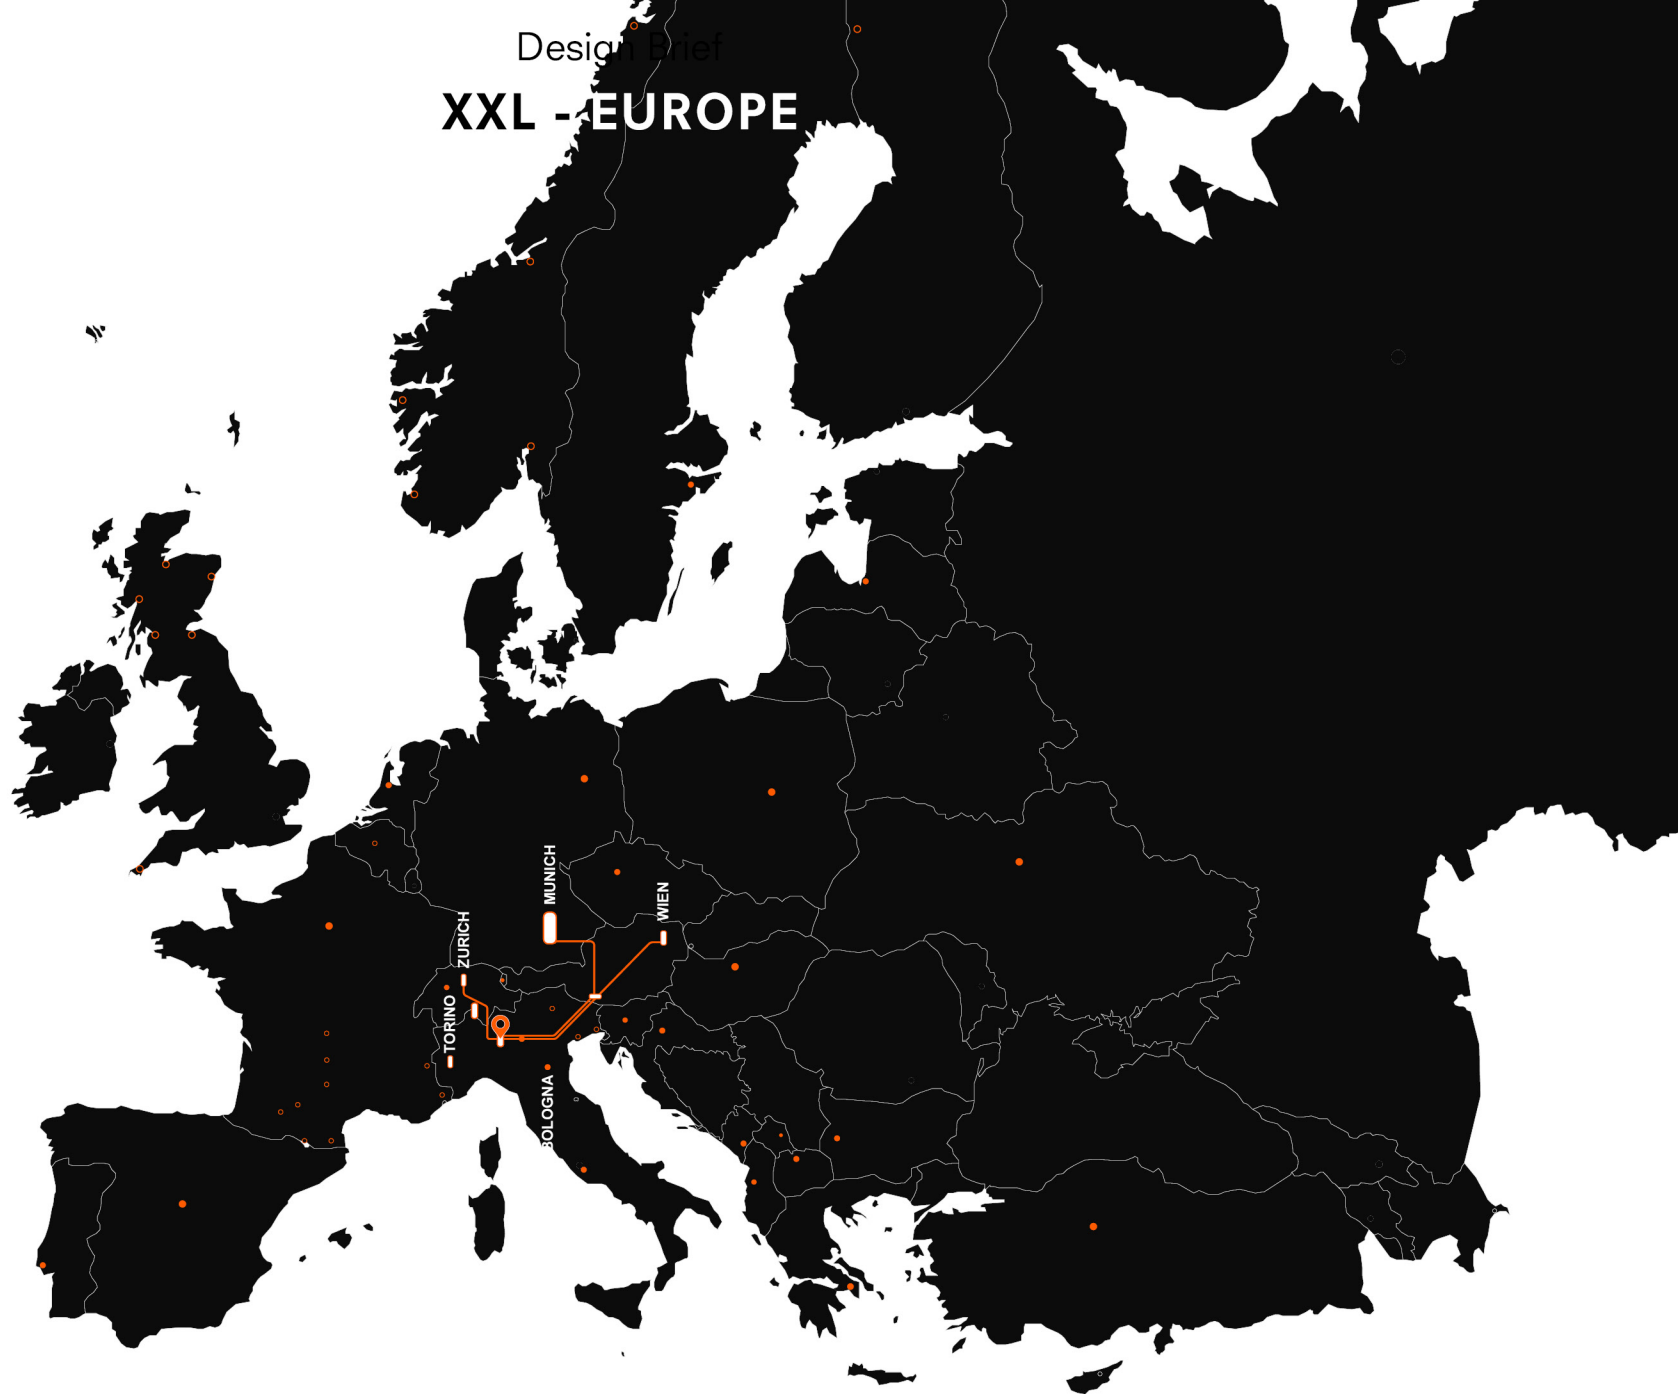 Design Brief
XXL - EUROPE
MUNICH
WIEN
ZURICH
TORINO
BOLOGNA